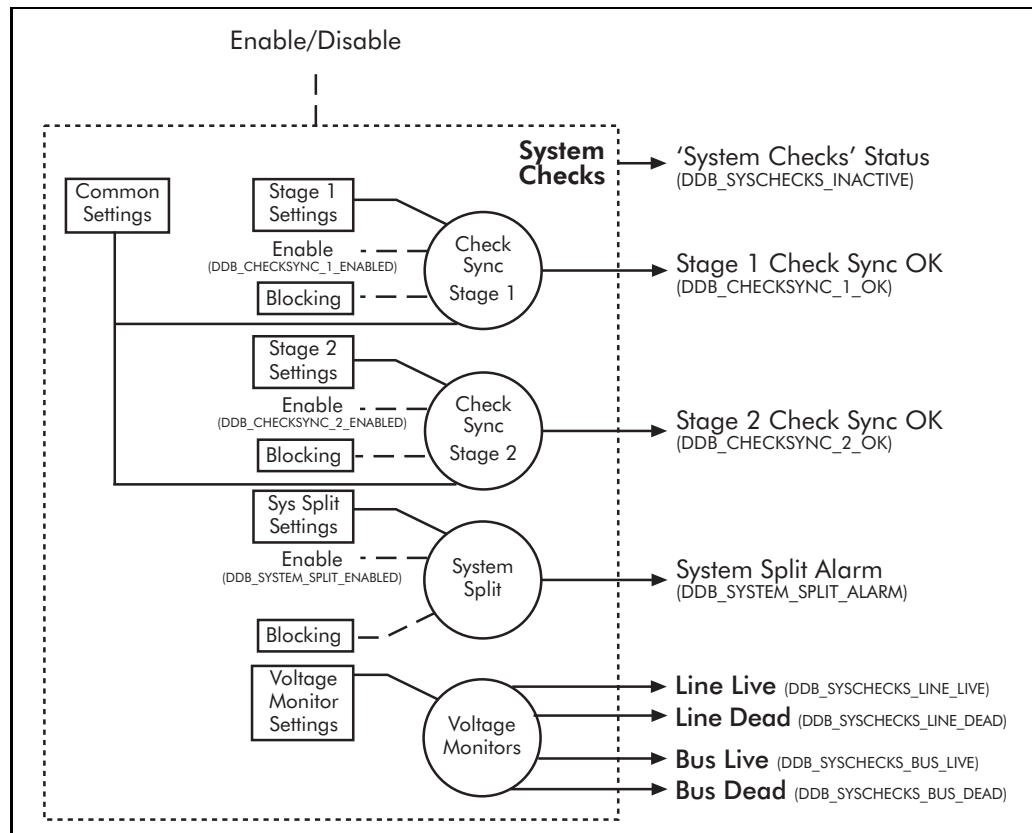 Enable/Disable
System
Checks
'System Checks' Status
(DDB_SYSCHECKS_INACTIVE)
Common
Settings
Stage 1
Settings
Enable
(DDB_CHECKSYNC_1_ENABLED)
Blocking
Check
Sync
Stage 1
Stage 1 Check Sync OK
(DDB_CHECKSYNC_1_OK)
Stage 2
Settings
Enable
(DDB_CHECKSYNC_2_ENABLED)
Blocking
Check
Sync
Stage 2
Stage 2 Check Sync OK
(DDB_CHECKSYNC_2_OK)
Sys Split
Settings
Enable
(DDB_SYSTEM_SPLIT_ENABLED)
Blocking
System
Split
System Split Alarm
(DDB_SYSTEM_SPLIT_ALARM)
Voltage
Monitor
Settings
Voltage
Monitors
Line Live (DDB_SYSCHECKS_LINE_LIVE)
Line Dead (DDB_SYSCHECKS_LINE_DEAD)
Bus Live (DDB_SYSCHECKS_BUS_LIVE)
Bus Dead (DDB_SYSCHECKS_BUS_DEAD)